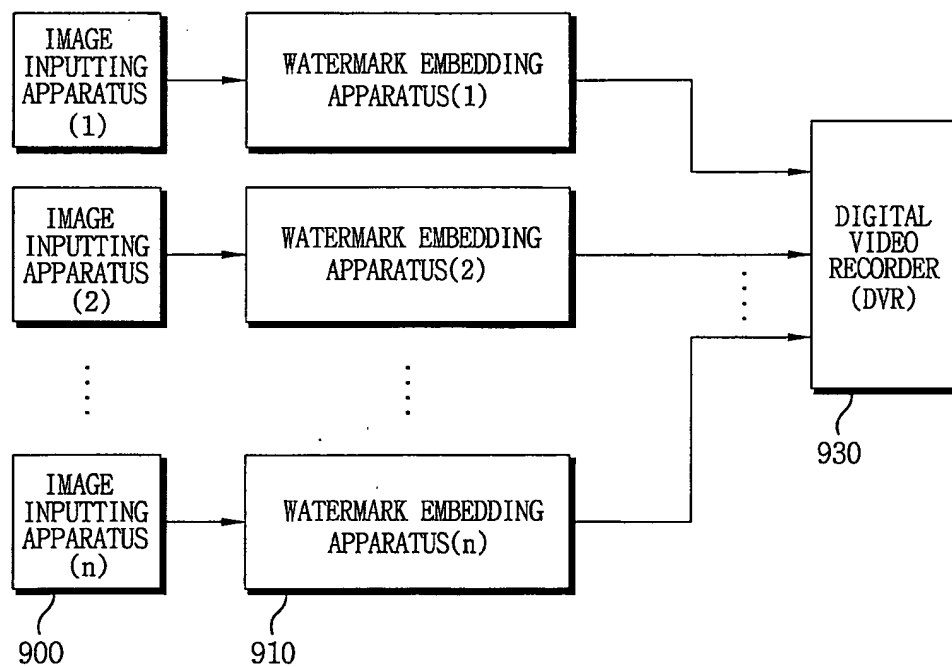 IMAGE
INPUTTING
APPARATUS
(1)
WATERMARK EMBEDDING
APPARATUS(1)
IMAGE
INPUTTING
APPARATUS
(2)
WATERMARK EMBEDDING
APPARATUS(2)
DIGITAL
VIDEO
RECORDER
(DVR)
930
IMAGE
INPUTTING
APPARATUS
(n)
WATERMARK EMBEDDING
APPARATUS(n)
900
910